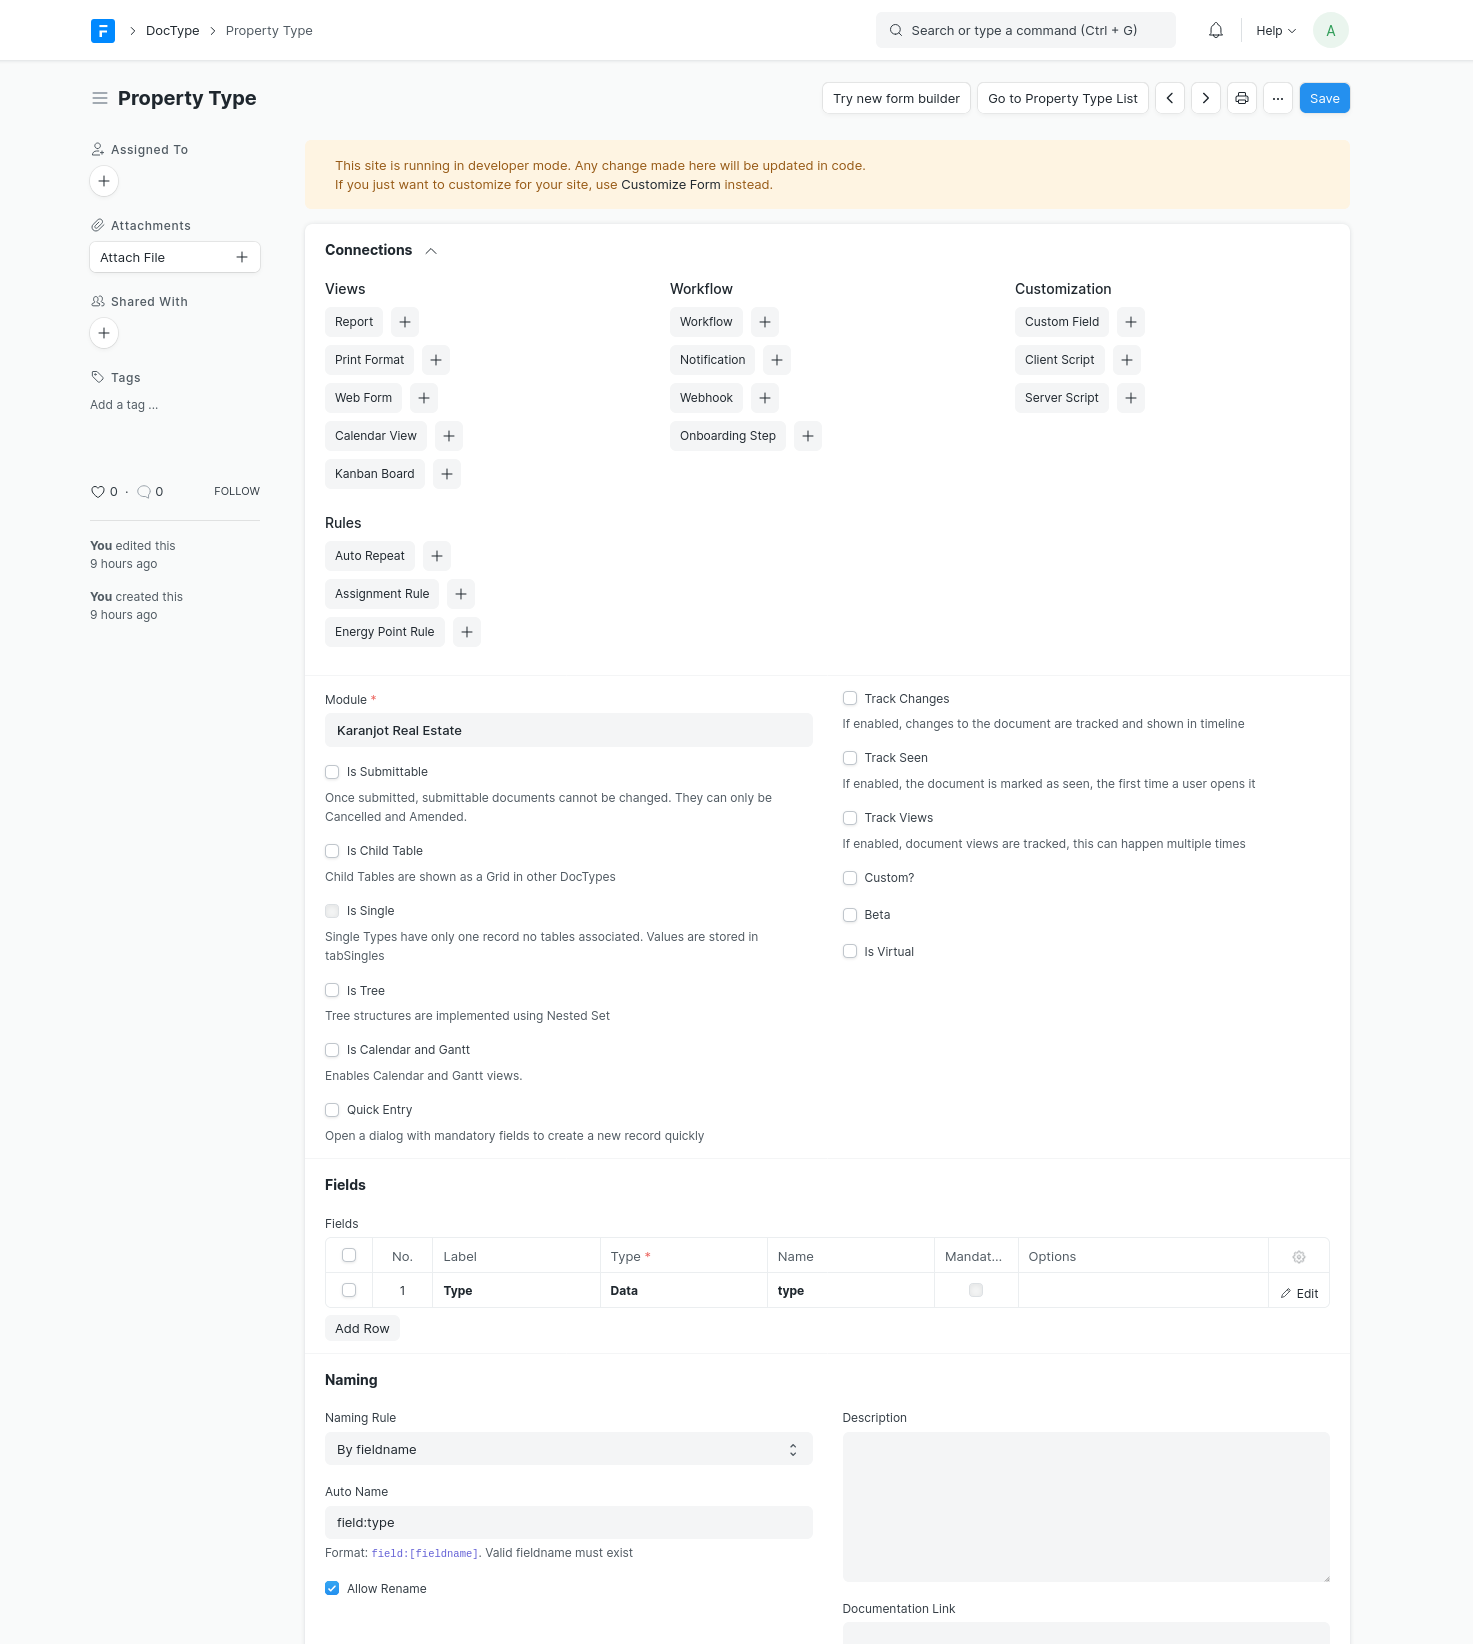 DocType
Property Type
Search or type a command (Ctrl + G)
Help
A
Property Type
Try new form builder
Go to Property Type List
...
Save
Assigned To
Attachments
Attach File
Shared With
Tags
Add a tag ...
0 · 0
FOLLOW
You edited this
9 hours ago
You created this
9 hours ago
This site is running in developer mode. Any change made here will be updated in code.
If you just want to customize for your site, use Customize Form instead.
Connections
Views
Report
Print Format
Web Form
Calendar View
Kanban Board
Workflow
Workflow
Notification
Webhook
Onboarding Step
Customization
Custom Field
Client Script
Server Script
Rules
Auto Repeat
Assignment Rule
Energy Point Rule
Module *
Karanjot Real Estate
Is Submittable
Once submitted, submittable documents cannot be changed. They can only be
Cancelled and Amended.
Is Child Table
Child Tables are shown as a Grid in other DocTypes
Is Single
Single Types have only one record no tables associated. Values are stored in
tabSingles
Is Tree
Tree structures are implemented using Nested Set
Is Calendar and Gantt
Enables Calendar and Gantt views.
Quick Entry
Open a dialog with mandatory fields to create a new record quickly
Track Changes
If enabled, changes to the document are tracked and shown in timeline
Track Seen
If enabled, the document is marked as seen, the first time a user opens it
Track Views
If enabled, document views are tracked, this can happen multiple times
Custom?
Beta
Is Virtual
Fields
Fields
No. Label Type * Name Mandat... Options
1 Type Data type Edit
Add Row
Naming
Naming Rule
By fieldname
Auto Name
field:type
Format: field:[fieldname]. Valid fieldname must exist
Allow Rename
Description
Documentation Link